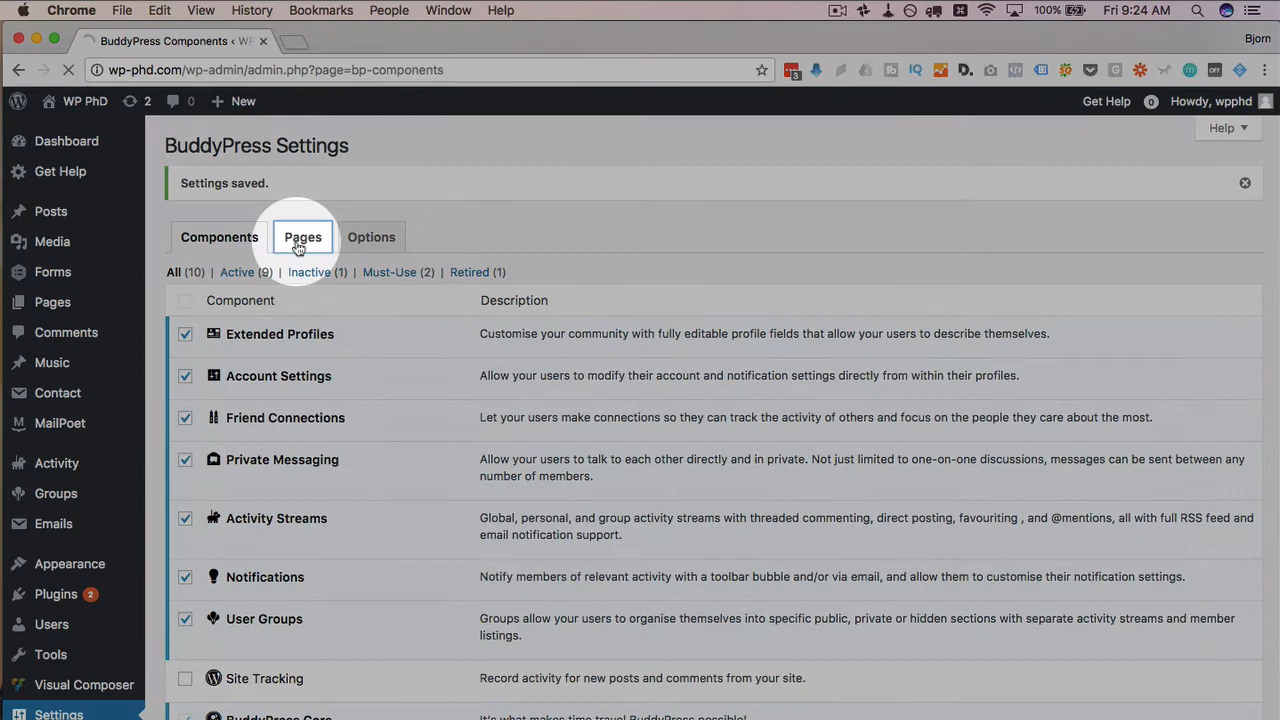 Chrome File Edit View History Bookmarks People Window Help 100% Fri 9:24 AM
BuddyPress Components ‹ WP
Bjorn
wp-phd.com/wp-admin/admin.php?page=bp-components
WP PhD 2 0 + New Get Help 0 Howdy, wpphd
Help
Dashboard
Get Help
Posts
Media
Forms
Pages
Comments
Music
Contact
MailPoet
Activity
Groups
Emails
Appearance
Plugins 2
Users
Tools
Visual Composer
Settings
BuddyPress Settings
Settings saved.
Components Pages Options
All (10) | Active (9) | Inactive (1) | Must-Use (2) | Retired (1)
Component Description
Extended Profiles Customise your community with fully editable profile fields that allow your users to describe themselves.
Account Settings Allow your users to modify their account and notification settings directly from within their profiles.
Friend Connections Let your users make connections so they can track the activity of others and focus on the people they care about the most.
Private Messaging Allow your users to talk to each other directly and in private. Not just limited to one-on-one discussions, messages can be sent between any
number of members.
Activity Streams Global, personal, and group activity streams with threaded commenting, direct posting, favouriting , and @mentions, all with full RSS feed and
email notification support.
Notifications Notify members of relevant activity with a toolbar bubble and/or via email, and allow them to customise their notification settings.
User Groups Groups allow your users to organise themselves into specific public, private or hidden sections with separate activity streams and member
listings.
Site Tracking Record activity for new posts and comments from your site.
BuddyPress Core It's what makes time travel BuddyPress possible!